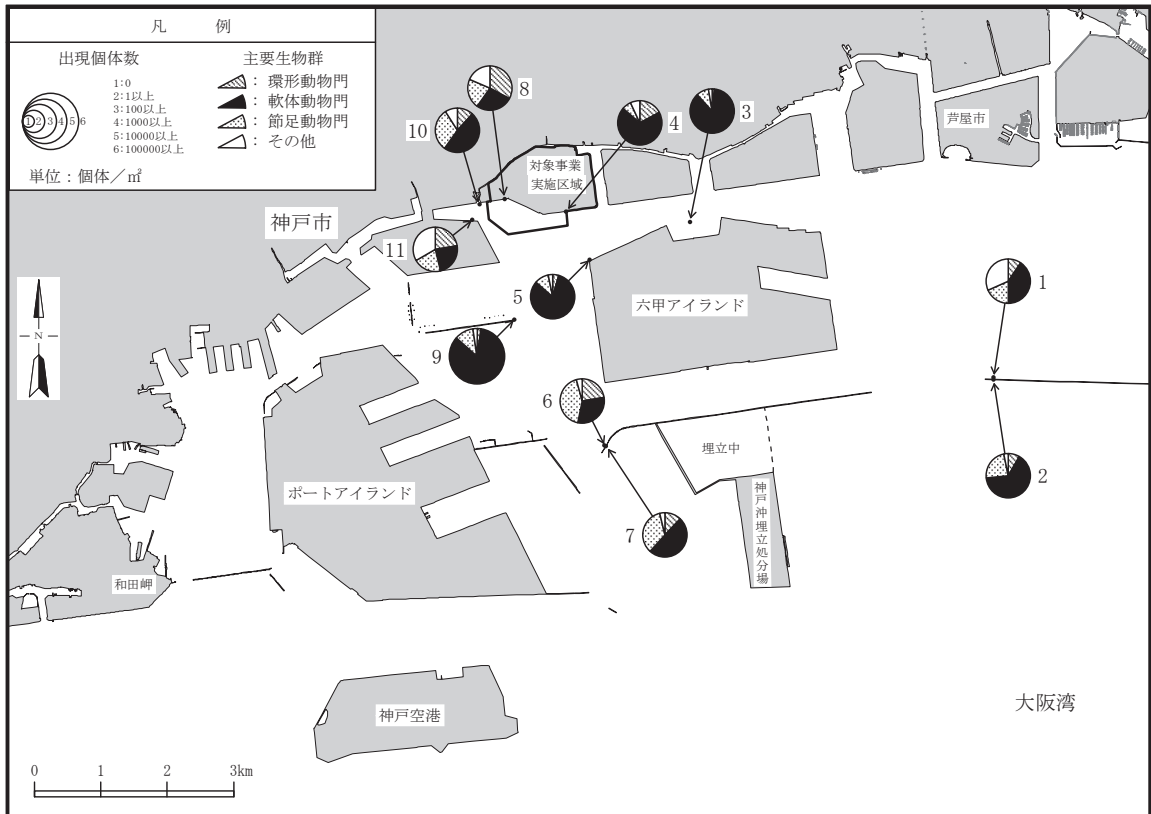 凡　例
出現個体数
1:0
2:1以上
3:100以上
4:1000以上
5:10000以上
6:100000以上
1 2 3 4 5 6
単位：個体／㎡
主要生物群
：環形動物門
：軟体動物門
：節足動物門
：その他
8
10
4
3
対象事業
実施区域
芦屋市
神戸市
11
5
六甲アイランド
1
9
N
6
埋立中
2
ポートアイランド
7
神戸沖埋立処分場
和田岬
神戸空港
大阪湾
0 1 2 3km